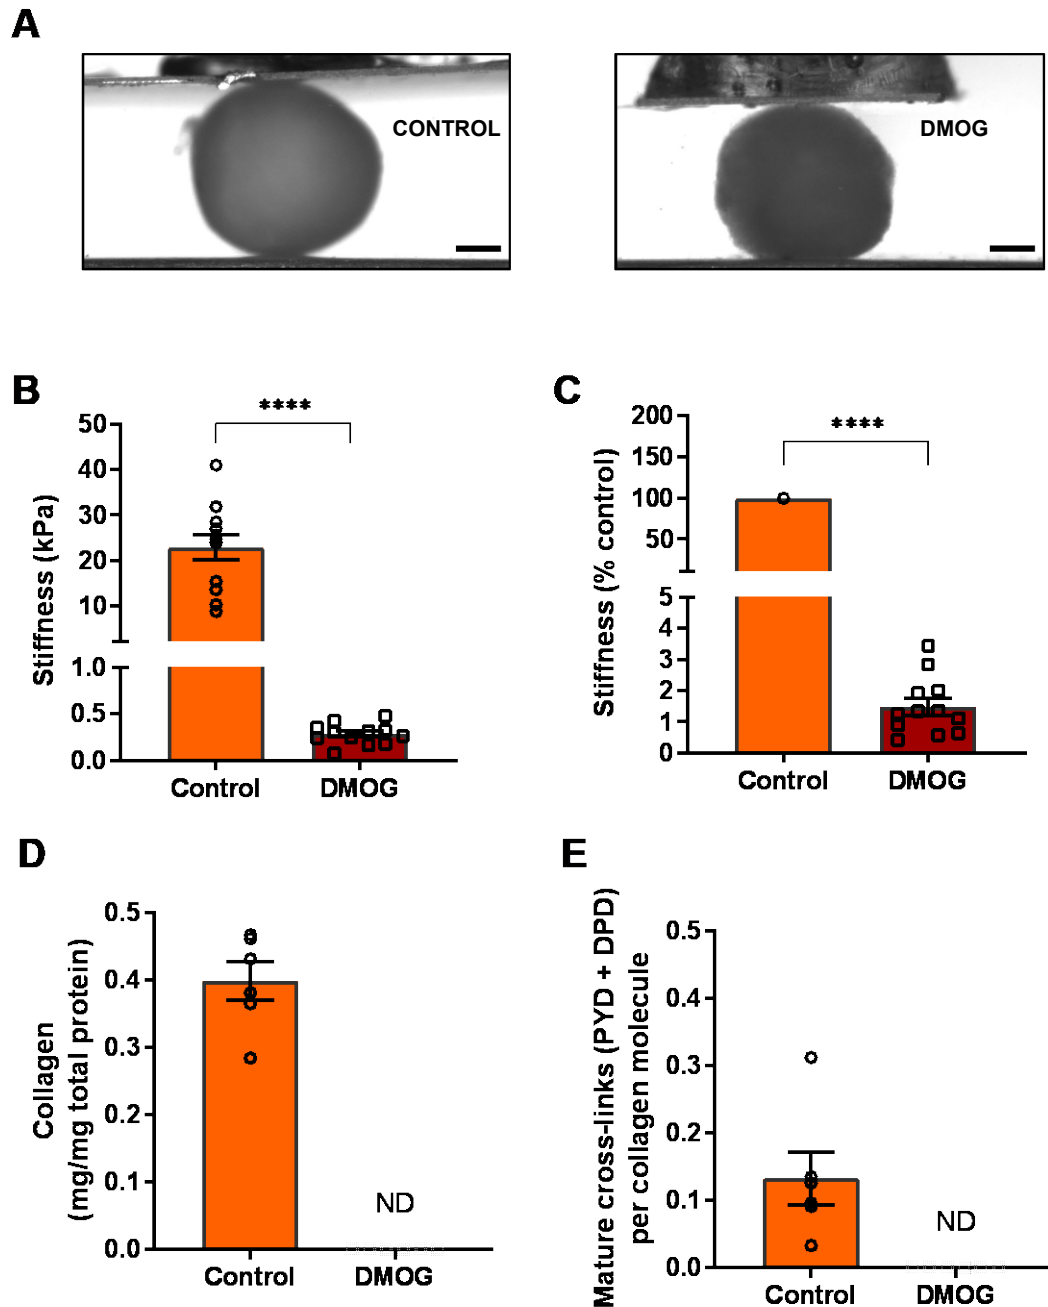 A
CONTROL
DMOG
B
Stiffness (kPa)
50
40
30
20
10
1.0
0.5
0.0
****
Control
DMOG
C
Stiffness (% control)
200
150
100
50
5
4
3
2
1
0
****
Control
DMOG
D
Collagen
(mg/mg total protein)
0.5
0.4
0.3
0.2
0.1
0.0
ND
Control
DMOG
E
Mature cross-links (PYD + DPD)
per collagen molecule
0.5
0.4
0.3
0.2
0.1
0.0
ND
Control
DMOG